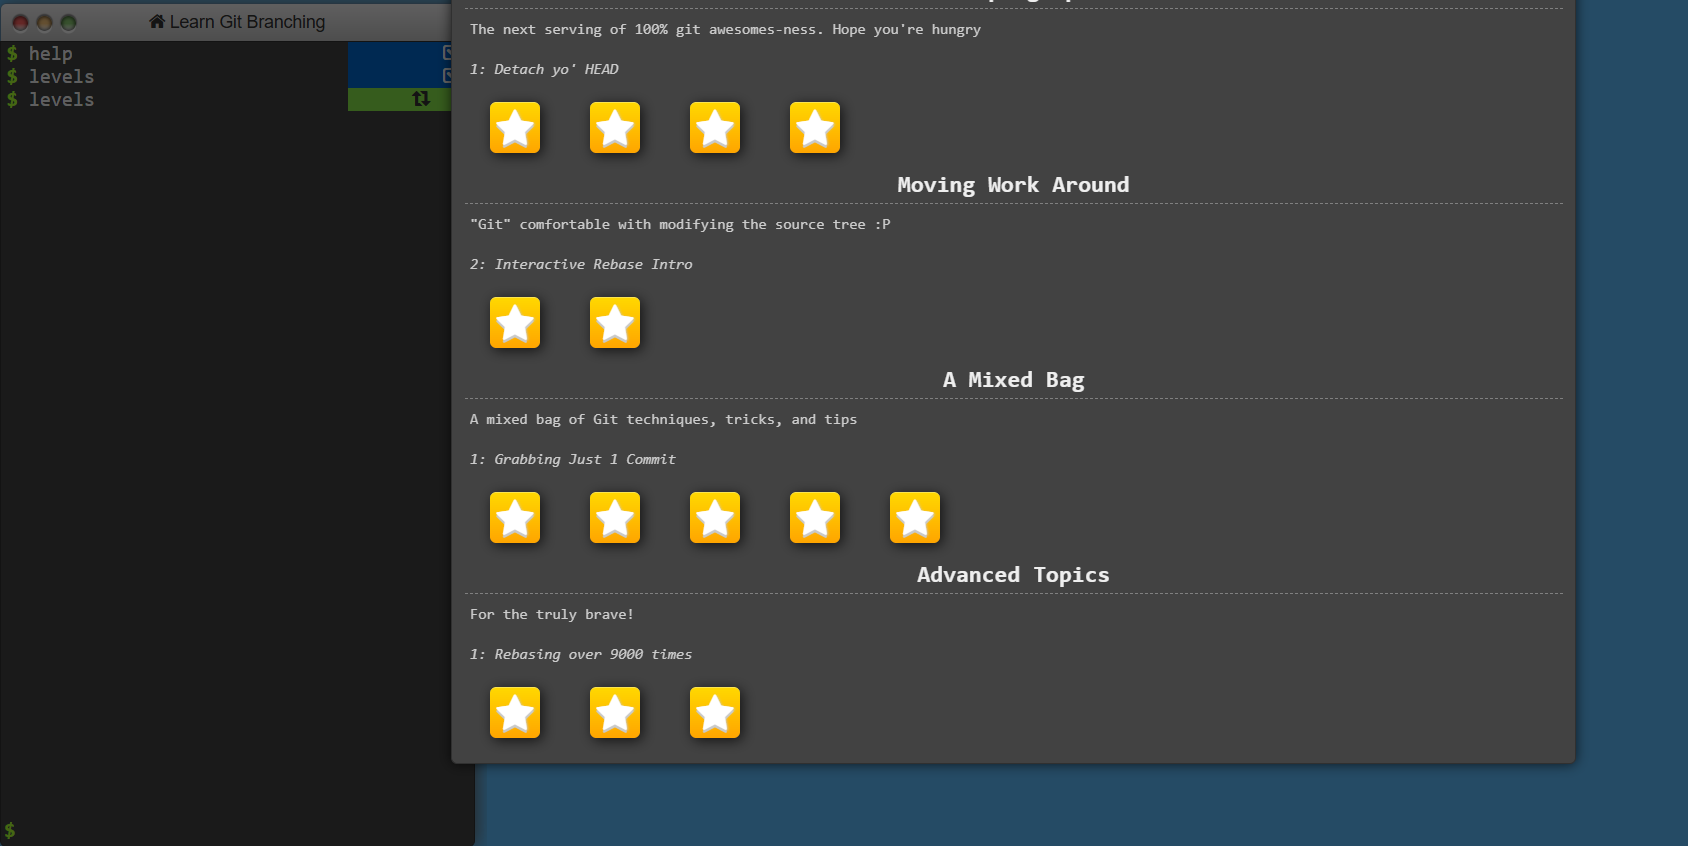 Learn Git Branching
$ help
$ levels
$ levels
$
The next serving of 100% git awesomes-ness. Hope you're hungry
1: Detach yo' HEAD
Moving Work Around
"Git" comfortable with modifying the source tree :P
2: Interactive Rebase Intro
A Mixed Bag
A mixed bag of Git techniques, tricks, and tips
1: Grabbing Just 1 Commit
Advanced Topics
For the truly brave!
1: Rebasing over 9000 times